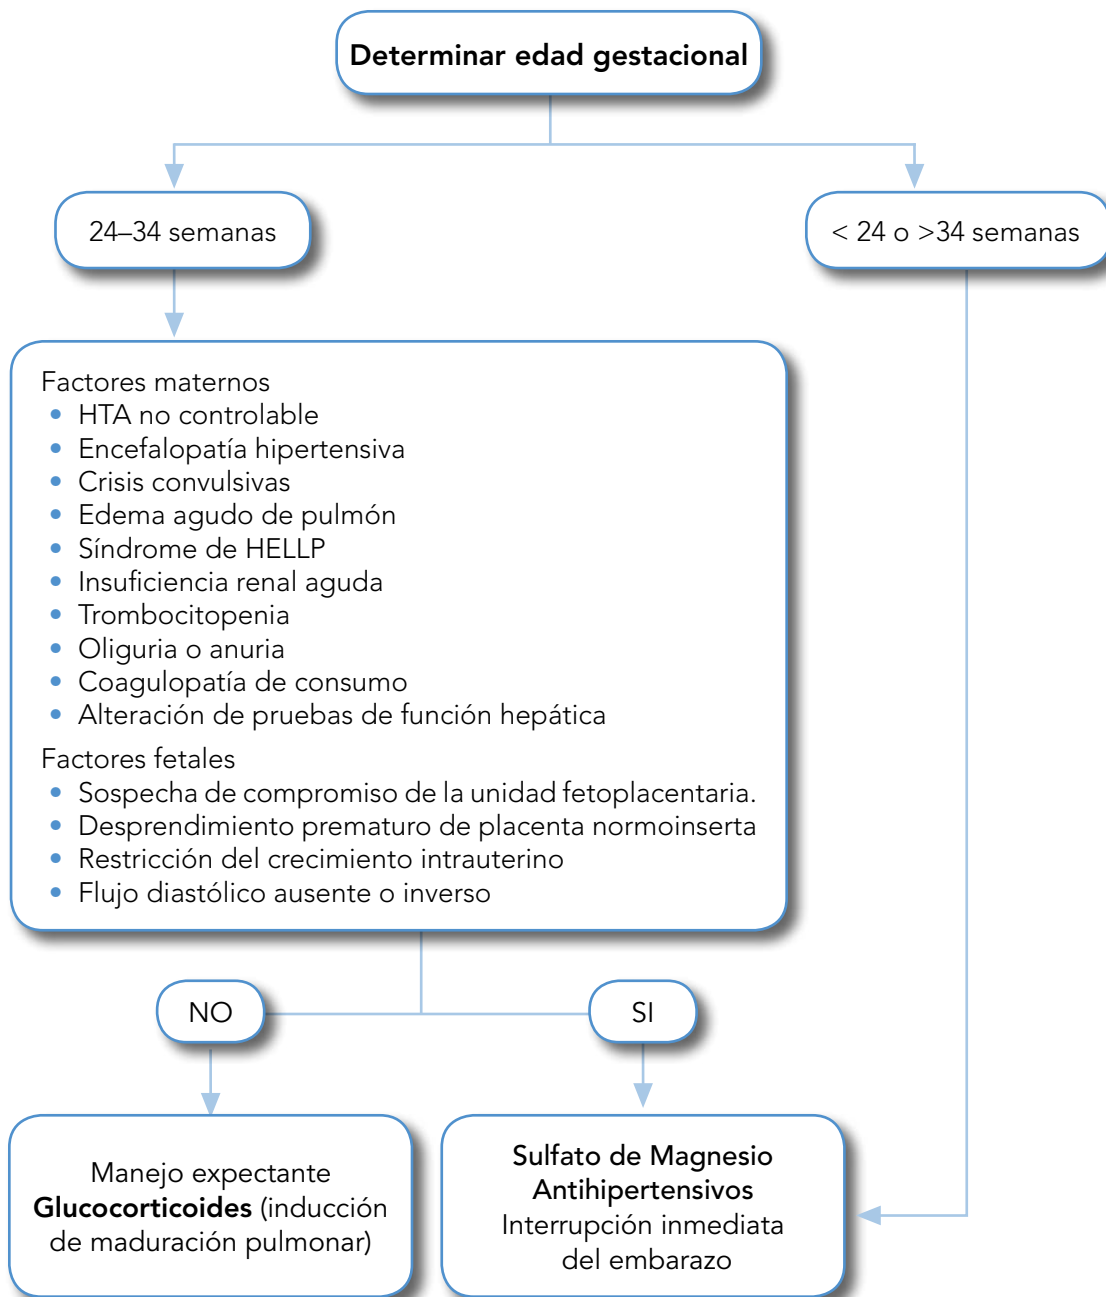 Determinar edad gestacional
24–34 semanas
< 24 o >34 semanas
Factores maternos
• HTA no controlable
• Encefalopatía hipertensiva
• Crisis convulsivas
• Edema agudo de pulmón
• Síndrome de HELLP
• Insuficiencia renal aguda
• Trombocitopenia
• Oliguria o anuria
• Coagulopatía de consumo
• Alteración de pruebas de función hepática
Factores fetales
• Sospecha de compromiso de la unidad fetoplacentaria.
• Desprendimiento prematuro de placenta normoinserta
• Restricción del crecimiento intrauterino
• Flujo diastólico ausente o inverso
NO
SI
Manejo expectante
Glucocorticoides (inducción
de maduración pulmonar)
Sulfato de Magnesio
Antihipertensivos
Interrupción inmediata
del embarazo